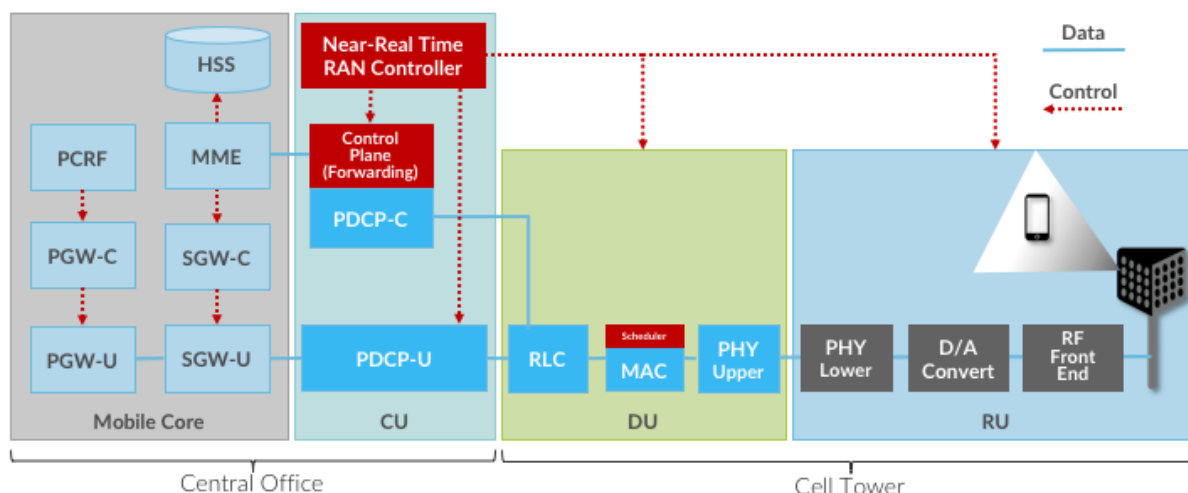 Near-Real Time
RAN Controller
Data
Control
HSS
PCRF
MME
Control
Plane
(Forwarding)
PDCP-C
PGW-C
SGW-C
PGW-U
SGW-U
PDCP-U
RLC
Scheduler
MAC
PHY
Upper
PHY
Lower
D/A
Convert
RF
Front
End
Mobile Core
CU
DU
RU
Central Office
Cell Tower